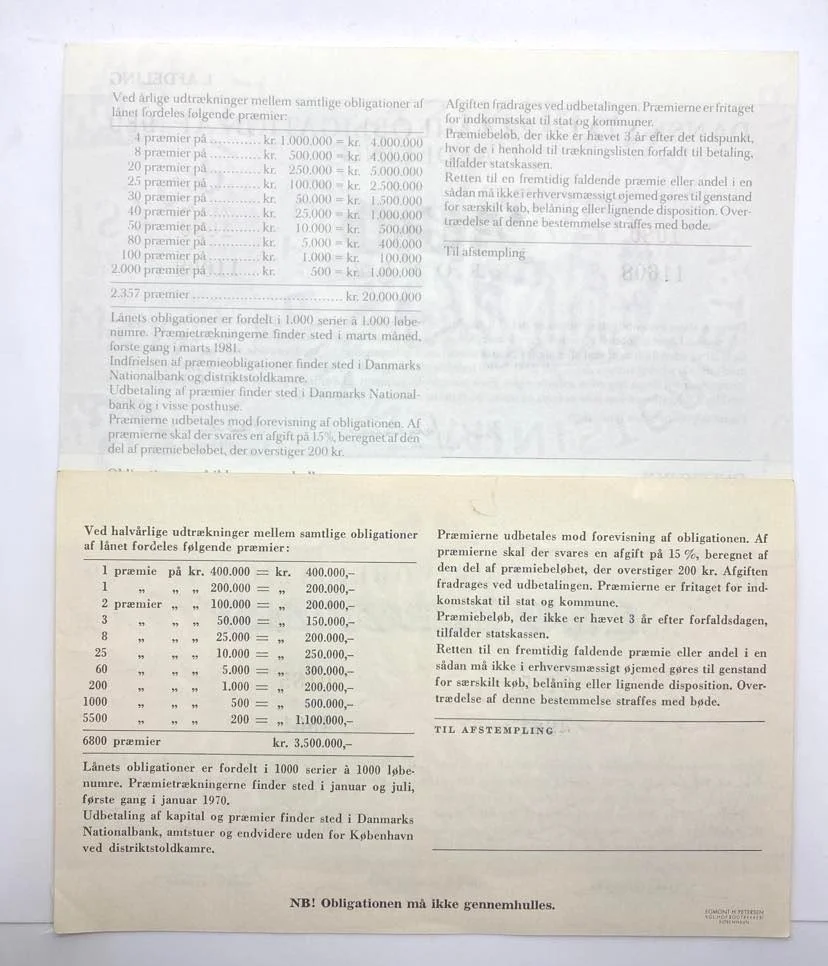 Ved årlige udtrækninger mellem samtlige obligationer af
lånet fordeles følgende præmier:
4 præmier på ............ kr. 1.000.000 = kr. 4.000.000
8 præmier på ............ kr. 500.000 = kr. 4.000.000
20 præmier på ............ kr. 250.000 = kr. 5.000.000
25 præmier på ............ kr. 100.000 = kr. 2.500.000
30 præmier på ............ kr. 50.000 = kr. 1.500.000
40 præmier på ............ kr. 25.000 = kr. 1.000.000
50 præmier på ............ kr. 10.000 = kr. 500.000
80 præmier på ............ kr. 5.000 = kr. 400.000
100 præmier på ............ kr. 1.000 = kr. 100.000
2.000 præmier på ............ kr. 500 = kr. 1.000.000
2.357 præmier ................................. kr. 20.000.000
Lånets obligationer er fordelt i 1.000 serier à 1.000 løbe-
numre. Præmietrækningerne finder sted i marts måned,
første gang i marts 1981.
Indfrielsen af præmieobligationer finder sted i Danmarks
Nationalbank og distriktstoldkamre.
Udbetaling af præmier finder sted i Danmarks National-
bank og i visse posthuse.
Præmierne udbetales mod forevisning af obligationen. Af
præmierne skal der svares en afgift på 15%, beregnet af den
del af præmiebeløbet, der overstiger 200 kr.
Afgiften fradrages ved udbetalingen. Præmierne er fritaget
for indkomstskat til stat og kommuner.
Præmiebeløb, der ikke er hævet 3 år efter det tidspunkt,
hvor de i henhold til trækningslisten forfaldt til betaling,
tilfalder statskassen.
Retten til en fremtidig faldende præmie eller andel i en
sådan må ikke i erhvervsmæssigt øjemed gøres til genstand
for særskilt køb, belåning eller lignende disposition. Over-
trædelse af denne bestemmelse straffes med bøde.
Til afstempling
11608
Ved halvårlige udtrækninger mellem samtlige obligationer
af lånet fordeles følgende præmier:
1 præmie på kr. 400.000 = kr. 400.000,–
1 „ „ „ 200.000 = „ 200.000,–
2 præmier „ „ 100.000 = „ 200.000,–
3 „ „ „ 50.000 = „ 150.000,–
8 „ „ „ 25.000 = „ 200.000,–
25 „ „ „ 10.000 = „ 250.000,–
60 „ „ „ 5.000 = „ 300.000,–
200 „ „ „ 1.000 = „ 200.000,–
1000 „ „ „ 500 = „ 500.000,–
5500 „ „ „ 200 = „ 1.100.000,–
6800 præmier kr. 3.500.000,–
Lånets obligationer er fordelt i 1000 serier à 1000 løbe-
numre. Præmietrækningerne finder sted i januar og juli,
første gang i januar 1970.
Udbetaling af kapital og præmier finder sted i Danmarks
Nationalbank, amtstuer og endvidere uden for København
ved distriktstoldkamre.
Præmierne udbetales mod forevisning af obligationen. Af
præmierne skal der svares en afgift på 15 %, beregnet af
den del af præmiebeløbet, der overstiger 200 kr. Afgiften
fradrages ved udbetalingen. Præmierne er fritaget for ind-
komstskat til stat og kommune.
Præmiebeløb, der ikke er hævet 3 år efter forfaldsdagen,
tilfalder statskassen.
Retten til en fremtidig faldende præmie eller andel i en
sådan må ikke i erhvervsmæssigt øjemed gøres til genstand
for særskilt køb, belåning eller lignende disposition. Over-
trædelse af denne bestemmelse straffes med bøde.
TIL AFSTEMPLING
NB! Obligationen må ikke gennemhulles.
EGMONT H. PETERSEN
KGL. HOF-BOGTRYKKERI
KØBENHAVN